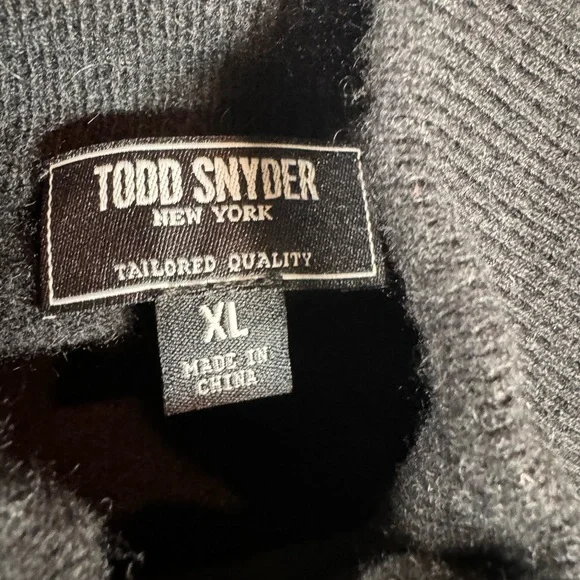 TODD SNYDER
NEW YORK
TAILORED QUALITY
XL
MADE IN
CHINA